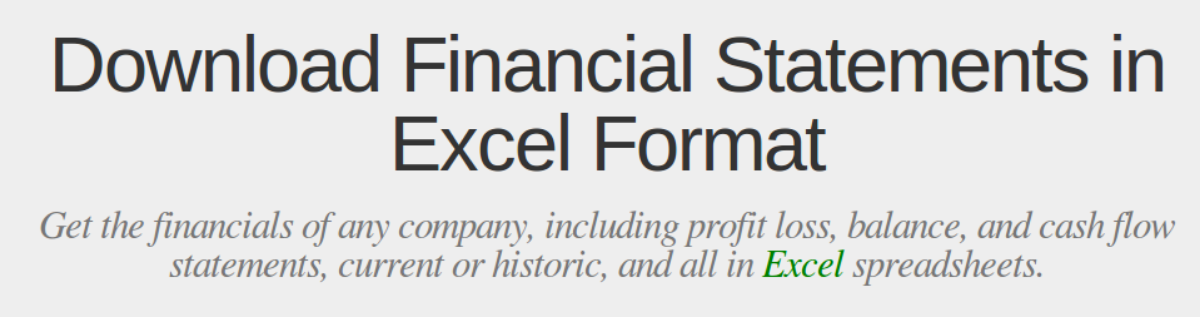 Download Financial Statements in
Excel Format
Get the financials of any company, including profit loss, balance, and cash flow
statements, current or historic, and all in Excel spreadsheets.